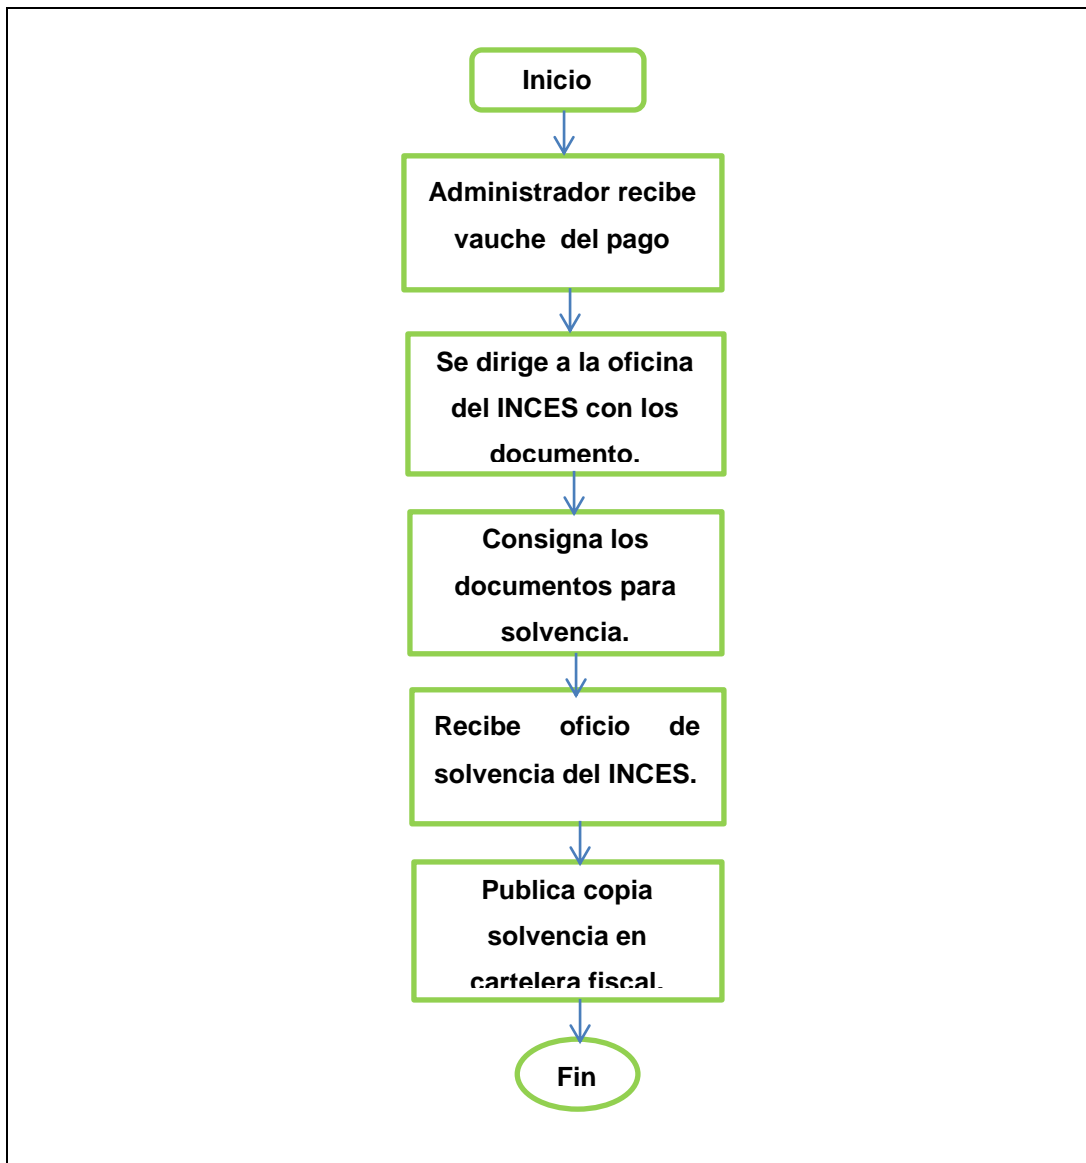 Inicio
Administrador recibe
vauche  del pago
Se dirige a la oficina
del INCES con los
documento.
Consigna los
documentos para
solvencia.
Recibe oficio de
solvencia del INCES.
Publica copia
solvencia en
cartelera fiscal.
Fin